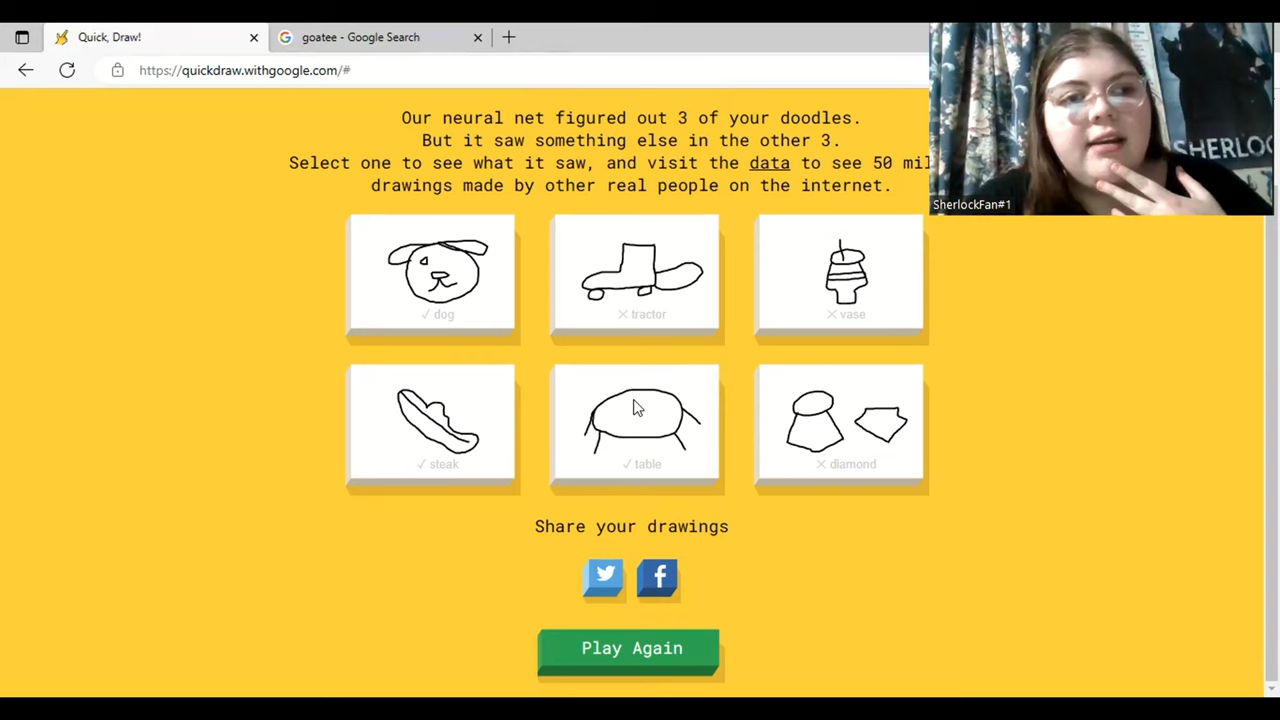 Quick, Draw!
goatee - Google Search
https://quickdraw.withgoogle.com/#
Our neural net figured out 3 of your doodles.
But it saw something else in the other 3.
Select one to see what it saw, and visit the data to see 50 mil
drawings made by other real people on the internet.
SHERLOC
SherlockFan#1
✓ dog
✕ tractor
✕ vase
✓ steak
✓ table
✕ diamond
Share your drawings
Play Again